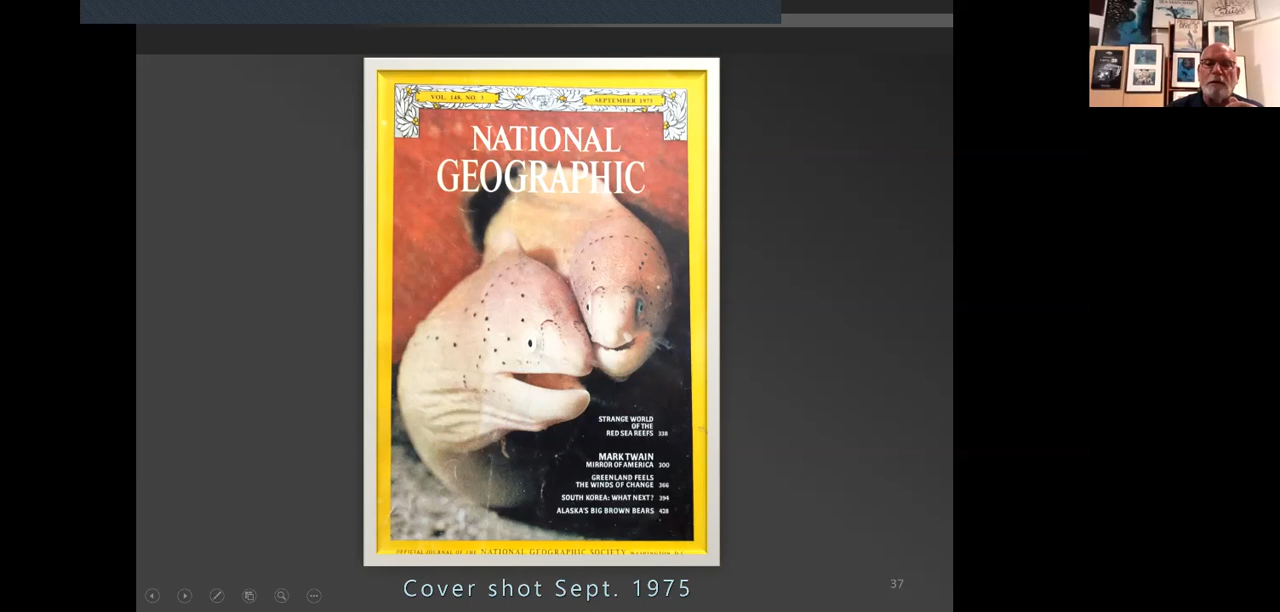 VOL. 148, NO. 3
SEPTEMBER 1975
NATIONAL
GEOGRAPHIC
STRANGE WORLD
OF THE
RED SEA REEFS 338
MARK TWAIN
MIRROR OF AMERICA 300
GREENLAND FEELS
THE WINDS OF CHANGE 366
SOUTH KOREA: WHAT NEXT? 394
ALASKA'S BIG BROWN BEARS 428
OFFICIAL JOURNAL OF THE NATIONAL GEOGRAPHIC SOCIETY WASHINGTON, D.C.
Cover shot Sept. 1975
37